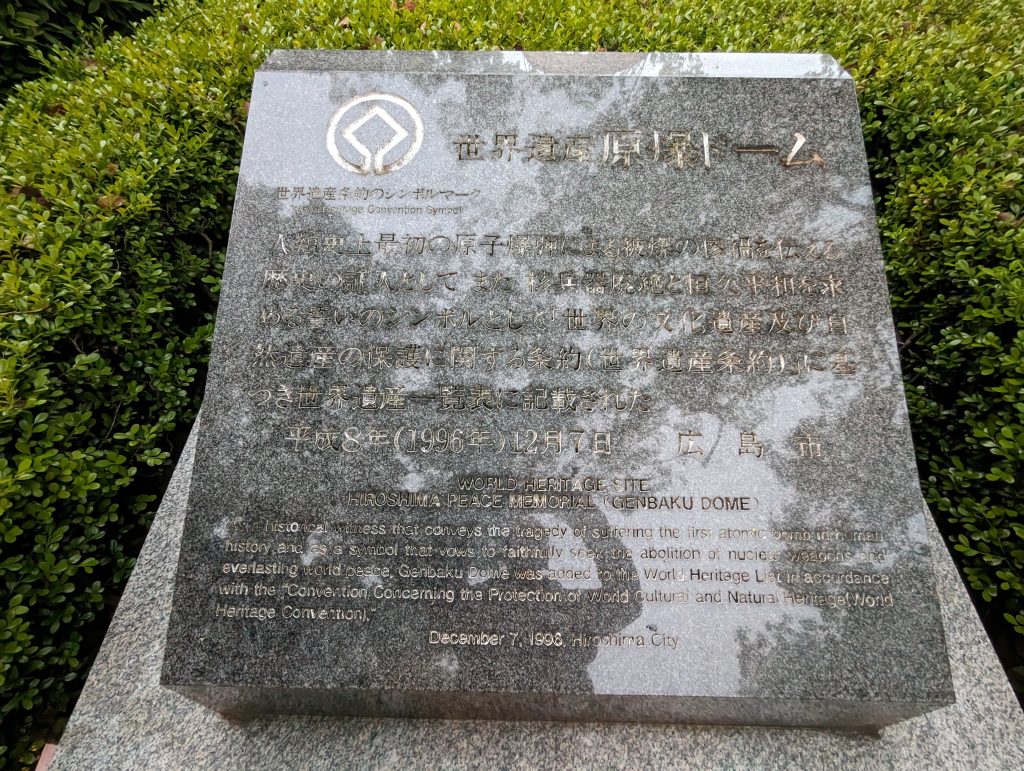 世界遺産 原爆ドーム
世界遺産条約のシンボルマーク
World Heritage Convention Symbol
人類史上最初の原子爆弾による被爆の惨禍を伝える
歴史の証人として また 核兵器廃絶と恒久平和を求
める誓いのシンボルとして「世界の文化遺産及び自
然遺産の保護に関する条約(世界遺産条約)」に基
づき世界遺産一覧表に記載された
平成8年(1996年)12月7日 広島市
WORLD HERITAGE SITE
HIROSHIMA PEACE MEMORIAL (GENBAKU DOME)
As a historical witness that conveys the tragedy of suffering the first atomic bomb in human
history and as a symbol that vows to faithfully seek the abolition of nuclear weapons and
everlasting world peace, Genbaku Dome was added to the World Heritage List in accordance
with the "Convention Concerning the Protection of World Cultural and Natural Heritage(World
Heritage Convention)."
December 7, 1996, Hiroshima City